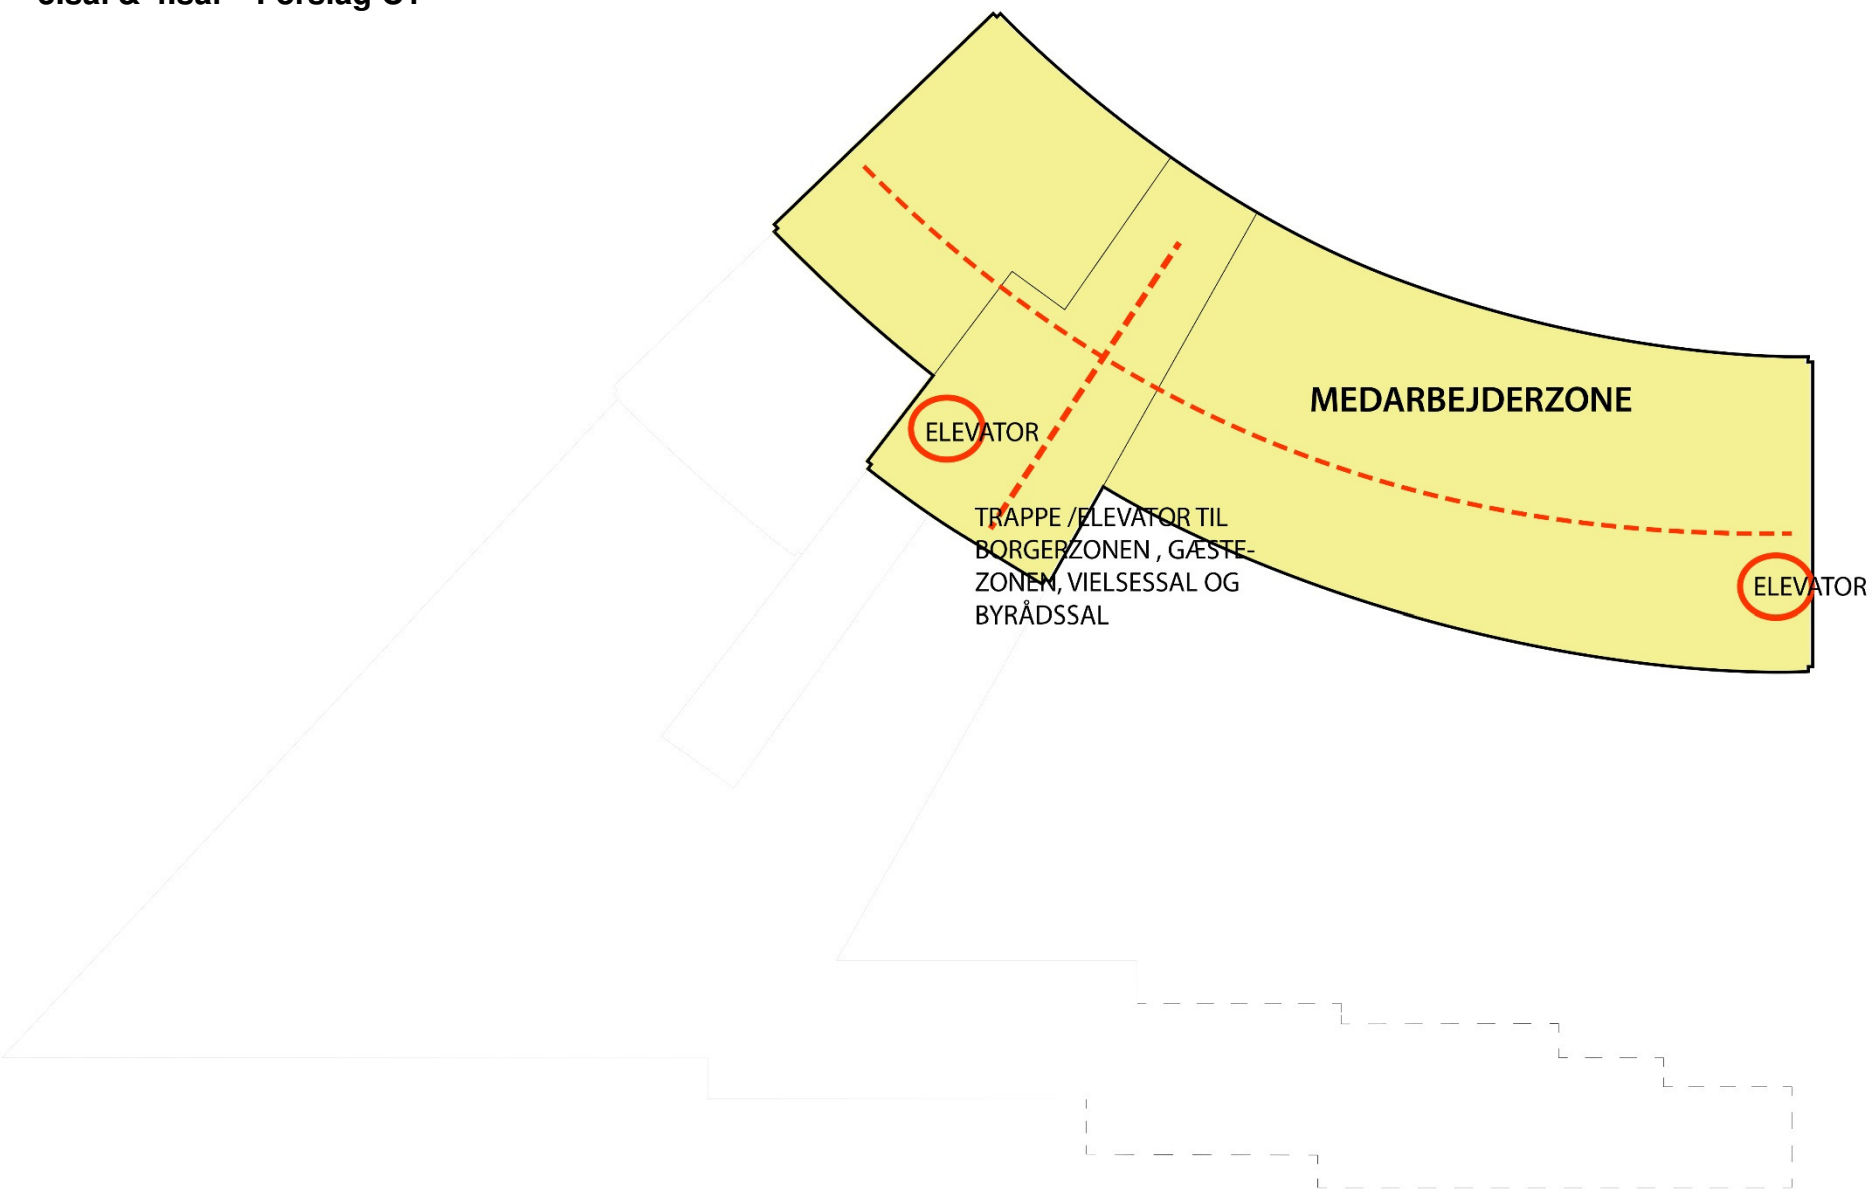 MEDARBEJDERZONE
ELEVATOR
TRAPPE /ELEVATOR TIL
BORGERZONEN , GÆSTE-
ZONEN, VIELSESSAL OG
BYRÅDSSAL
ELEVATOR